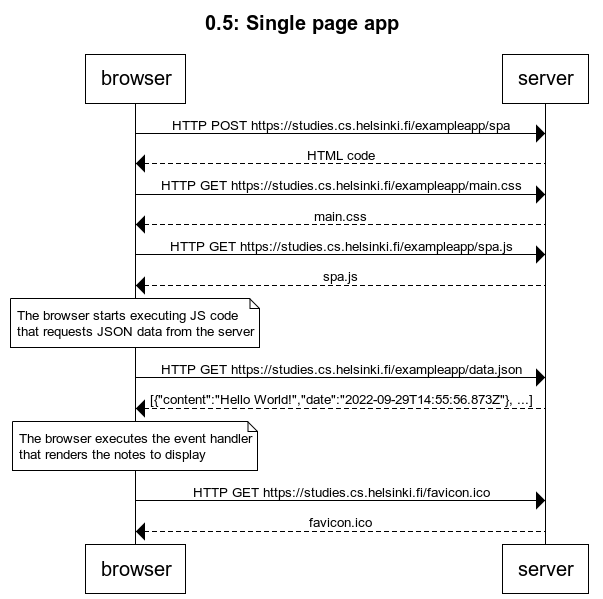 0.5: Single page app
browser
server
HTTP POST https://studies.cs.helsinki.fi/exampleapp/spa
HTML code
HTTP GET https://studies.cs.helsinki.fi/exampleapp/main.css
main.css
HTTP GET https://studies.cs.helsinki.fi/exampleapp/spa.js
spa.js
The browser starts executing JS code
that requests JSON data from the server
HTTP GET https://studies.cs.helsinki.fi/exampleapp/data.json
[{"content":"Hello World!","date":"2022-09-29T14:55:56.873Z"}, ...]
The browser executes the event handler
that renders the notes to display
HTTP GET https://studies.cs.helsinki.fi/favicon.ico
favicon.ico
browser
server